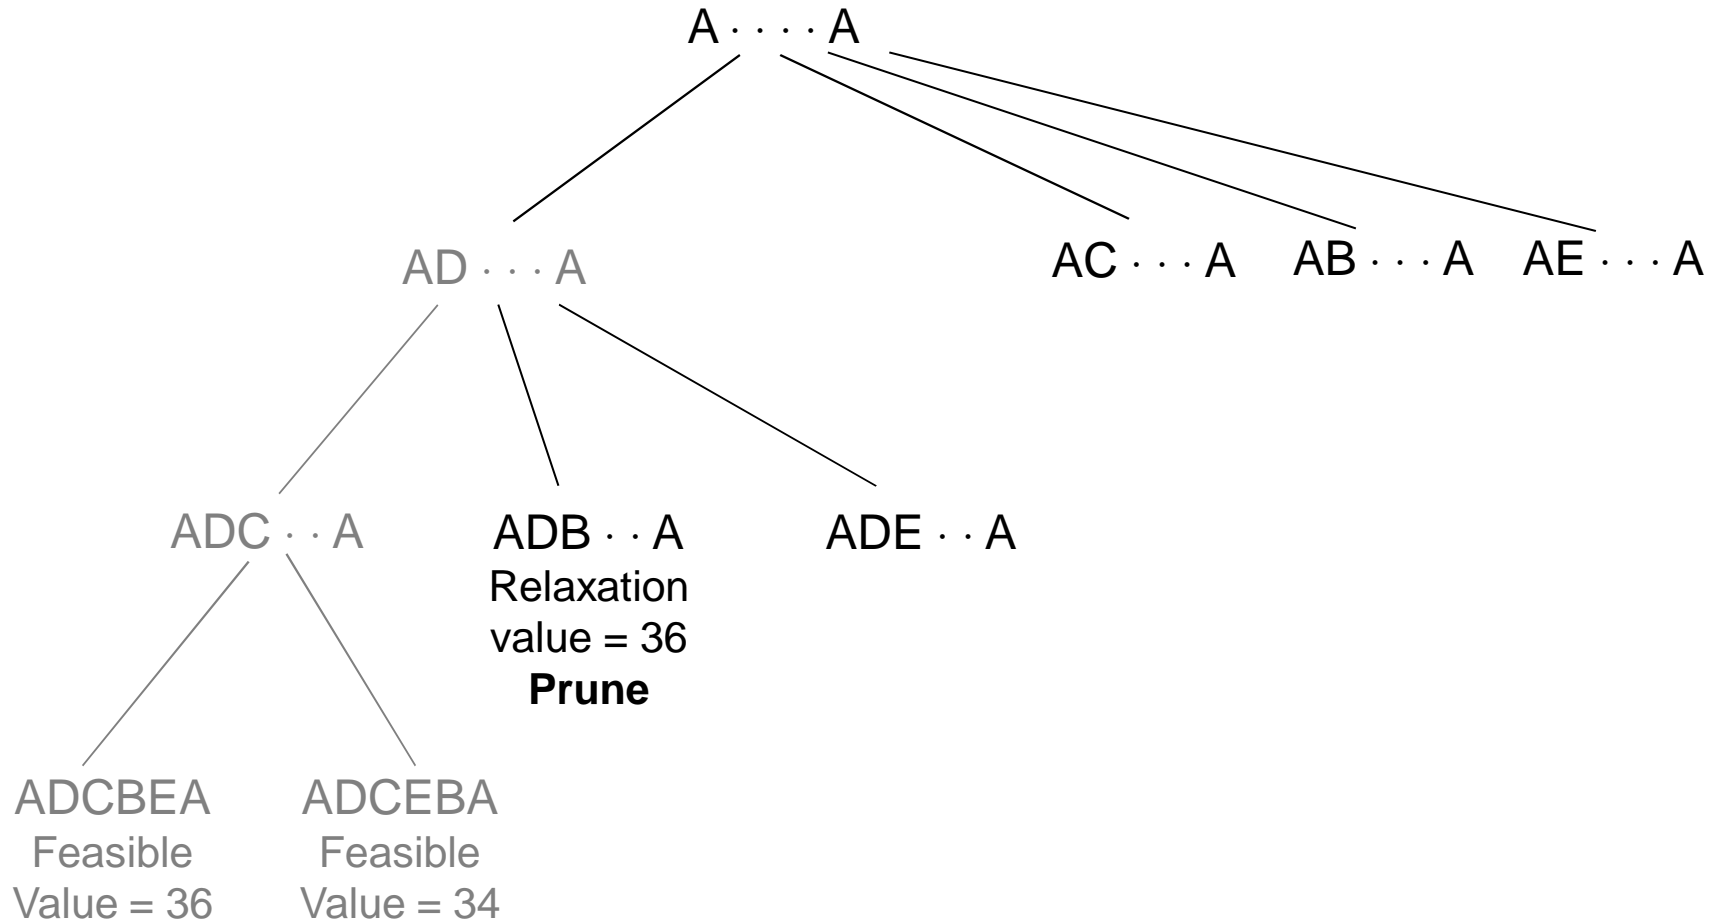 A · · · · A
AD · · · A
AC · · · A
AB · · · A
AE · · · A
ADC · · A
ADB · · A
Relaxation
value = 36
Prune
ADE · · A
ADCBEA
Feasible
Value = 36
ADCEBA
Feasible
Value = 34